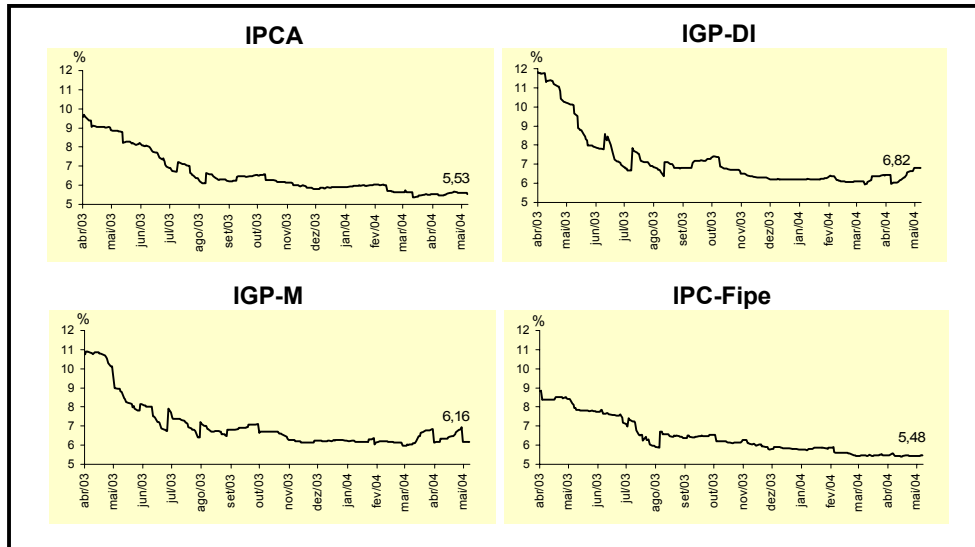 IPCA
%
12
11
10
9
8
7
6
5
5,53
abr/03
mai/03
jun/03
jul/03
ago/03
set/03
out/03
nov/03
dez/03
jan/04
fev/04
mar/04
abr/04
mai/04
IGP-DI
%
12
11
10
9
8
7
6
5
6,82
abr/03
mai/03
jun/03
jul/03
ago/03
set/03
out/03
nov/03
dez/03
jan/04
fev/04
mar/04
abr/04
mai/04
IGP-M
%
12
11
10
9
8
7
6
5
6,16
abr/03
mai/03
jun/03
jul/03
ago/03
set/03
out/03
nov/03
dez/03
jan/04
fev/04
mar/04
abr/04
mai/04
IPC-Fipe
%
12
11
10
9
8
7
6
5
5,48
abr/03
mai/03
jun/03
jul/03
ago/03
set/03
out/03
nov/03
dez/03
jan/04
fev/04
mar/04
abr/04
mai/04